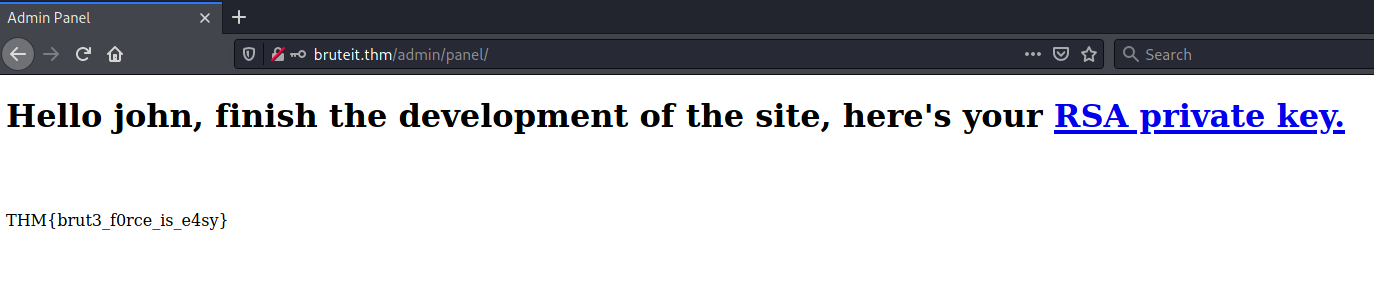 Admin Panel
bruteit.thm/admin/panel/
Search
Hello john, finish the development of the site, here's your RSA private key.
THM{brut3_f0rce_is_e4sy}